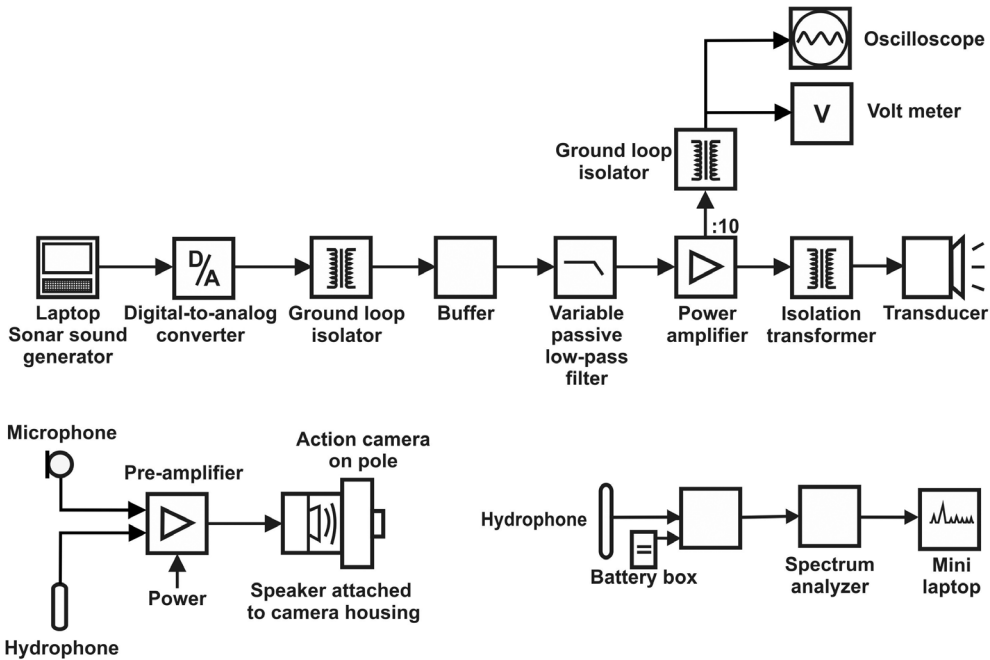 Oscilloscope
V
Volt meter
Ground loop
isolator
:10
D/A
Laptop
Sonar sound
generator
Digital-to-analog
converter
Ground loop
isolator
Buffer
Variable
passive
low-pass
filter
Power
amplifier
Isolation
transformer
Transducer
Microphone
Pre-amplifier
Action camera
on pole
Power
Speaker attached
to camera housing
Hydrophone
Hydrophone
Battery box
Spectrum
analyzer
Mini
laptop